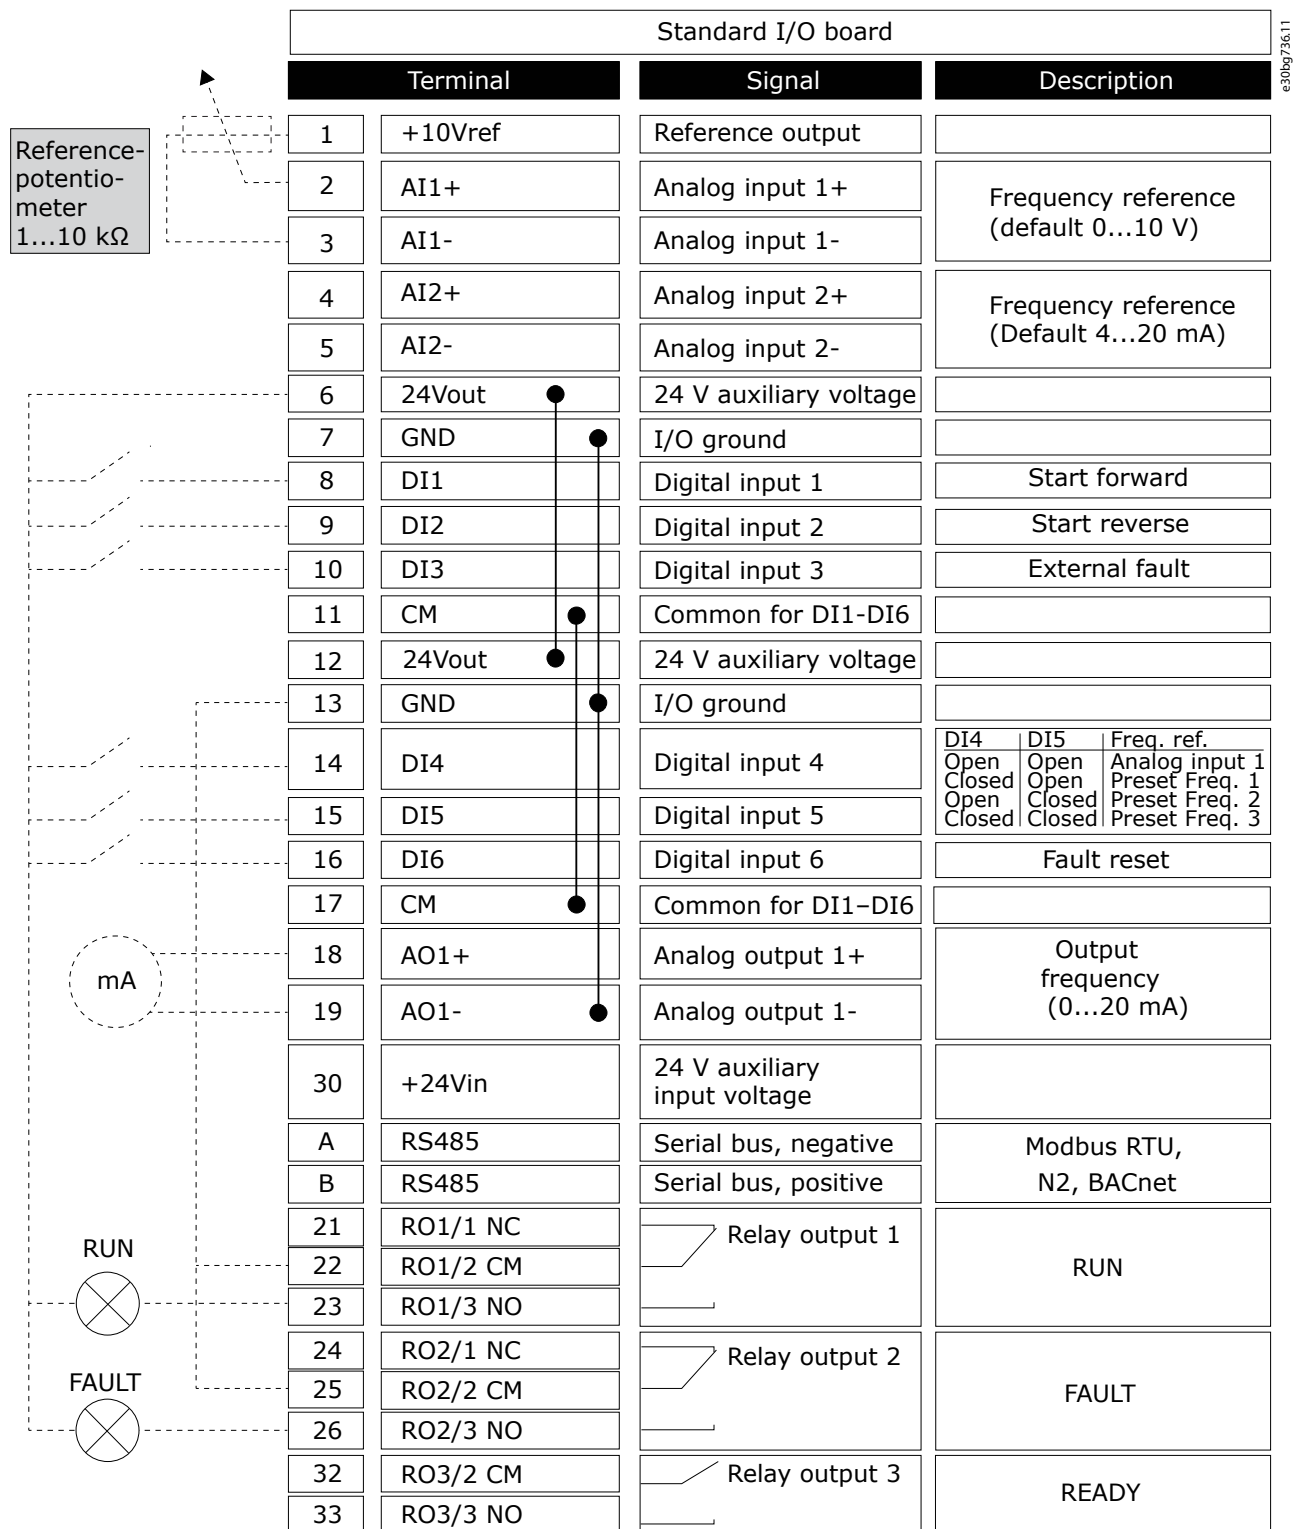 Standard I/O board
e30bg736.11
Terminal Signal Description
Reference-
potentio-
meter
1...10 kΩ
1 +10Vref Reference output
2 AI1+ Analog input 1+
3 AI1- Analog input 1-
Frequency reference
(default 0...10 V)
4 AI2+ Analog input 2+
5 AI2- Analog input 2-
Frequency reference
(Default 4...20 mA)
6 24Vout 24 V auxiliary voltage
7 GND I/O ground
8 DI1 Digital input 1 Start forward
9 DI2 Digital input 2 Start reverse
10 DI3 Digital input 3 External fault
11 CM Common for DI1-DI6
12 24Vout 24 V auxiliary voltage
13 GND I/O ground
14 DI4 Digital input 4
15 DI5 Digital input 5
DI4 DI5 Freq. ref.
Open Open Analog input 1
Closed Open Preset Freq. 1
Open Closed Preset Freq. 2
Closed Closed Preset Freq. 3
16 DI6 Digital input 6 Fault reset
17 CM Common for DI1–DI6
mA
18 AO1+ Analog output 1+
19 AO1- Analog output 1-
Output
frequency
(0...20 mA)
30 +24Vin 24 V auxiliary
input voltage
A RS485 Serial bus, negative
B RS485 Serial bus, positive
Modbus RTU,
N2, BACnet
RUN
21 RO1/1 NC Relay output 1
22 RO1/2 CM RUN
23 RO1/3 NO
FAULT
24 RO2/1 NC Relay output 2
25 RO2/2 CM FAULT
26 RO2/3 NO
32 RO3/2 CM Relay output 3
33 RO3/3 NO READY